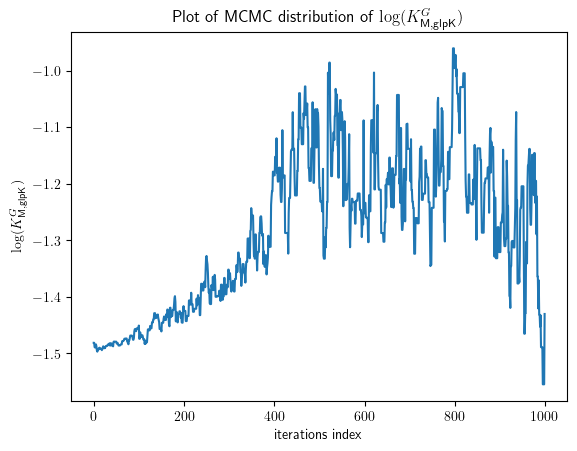 Plot of MCMC distribution of log(K^G_{M,glpK})
log(K^G_{M,glpK})
−1.0
−1.1
−1.2
−1.3
−1.4
−1.5
0 200 400 600 800 1000
iterations index